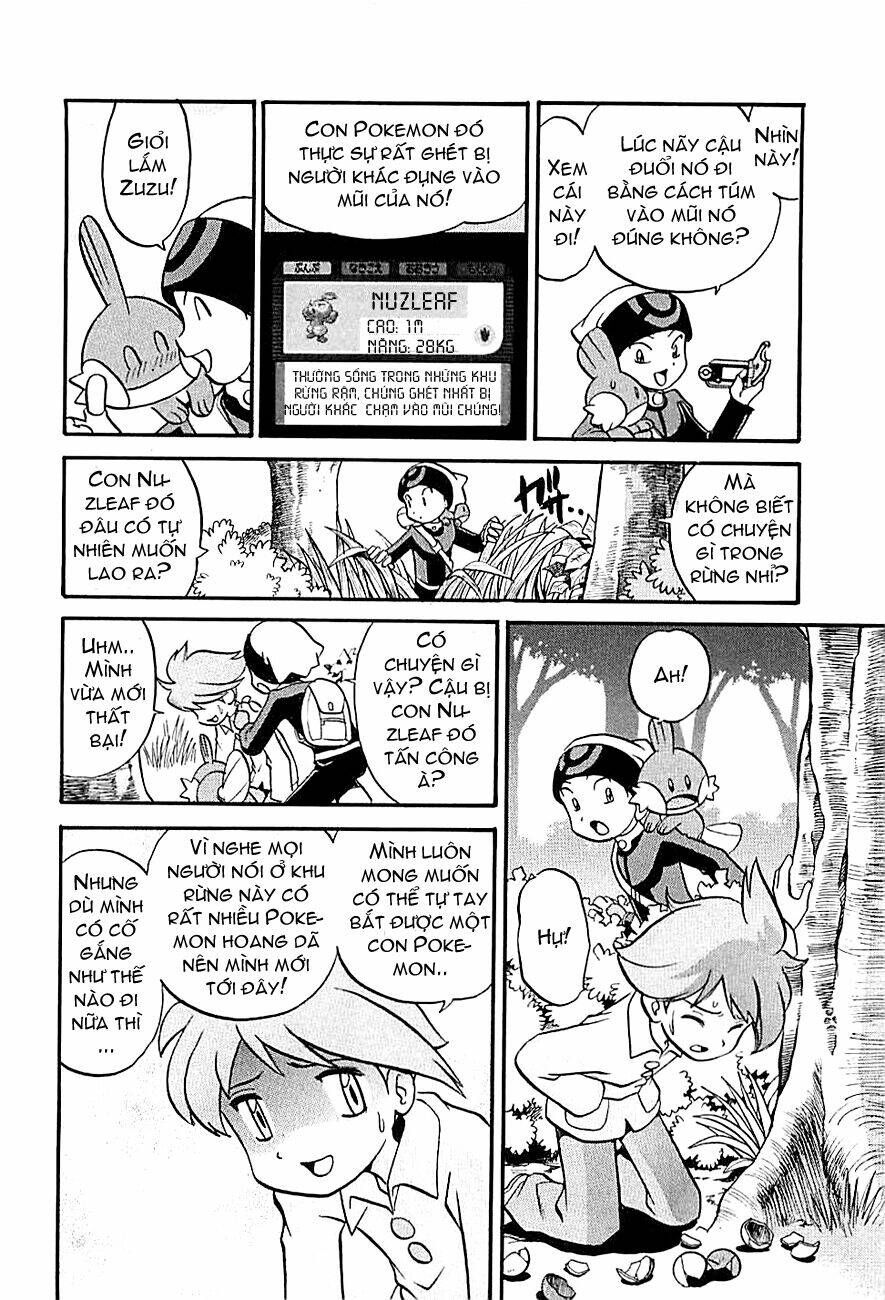 NHÌN
NÀY!
LÚC NÃY CẬU
ĐUỔI NÓ ĐI
BẰNG CÁCH TÚM
VÀO MŨI NÓ
ĐÚNG KHÔNG?
XEM
CÁI
NÀY
ĐI!
CON POKEMON ĐÓ
THỰC SỰ RẤT GHÉT BỊ
NGƯỜI KHÁC ĐỤNG VÀO
MŨI CỦA NÓ!
NUZLEAF
CAO: 1M
NẶNG: 28KG
THƯỜNG SỐNG TRONG NHỮNG KHU
RỪNG RẬM, CHÚNG GHÉT NHẤT BỊ
NGƯỜI KHÁC CHẠM VÀO MŨI CHÚNG!
GIỎI
LẮM
ZUZU!
MÀ
KHÔNG BIẾT
CÓ CHUYỆN
GÌ TRONG
RỪNG NHỈ?
ガサ...
CON NU-
ZLEAF ĐÓ
ĐÂU CÓ TỰ
NHIÊN MUỐN
LAO RA?
AH!
HỰ!
CÓ
CHUYỆN GÌ
VẬY? CẬU BỊ
CON NU-
ZLEAF ĐÓ
TẤN CÔNG
À?
UHM..
MÌNH
VỪA MỚI
THẤT
BẠI!
MÌNH LUÔN
MONG MUỐN
CÓ THỂ TỰ TAY
BẮT ĐƯỢC MỘT
CON POKE-
MON..
VÌ NGHE MỌI
NGƯỜI NÓI Ở KHU
RỪNG NÀY CÓ
RẤT NHIỀU POKE-
MON HOANG DÃ
NÊN MÌNH MỚI
TỚI ĐÂY!
NHƯNG
DÙ MÌNH
CÓ CỐ
GẮNG
NHƯ THẾ
NÀO ĐI
NỮA THÌ
...